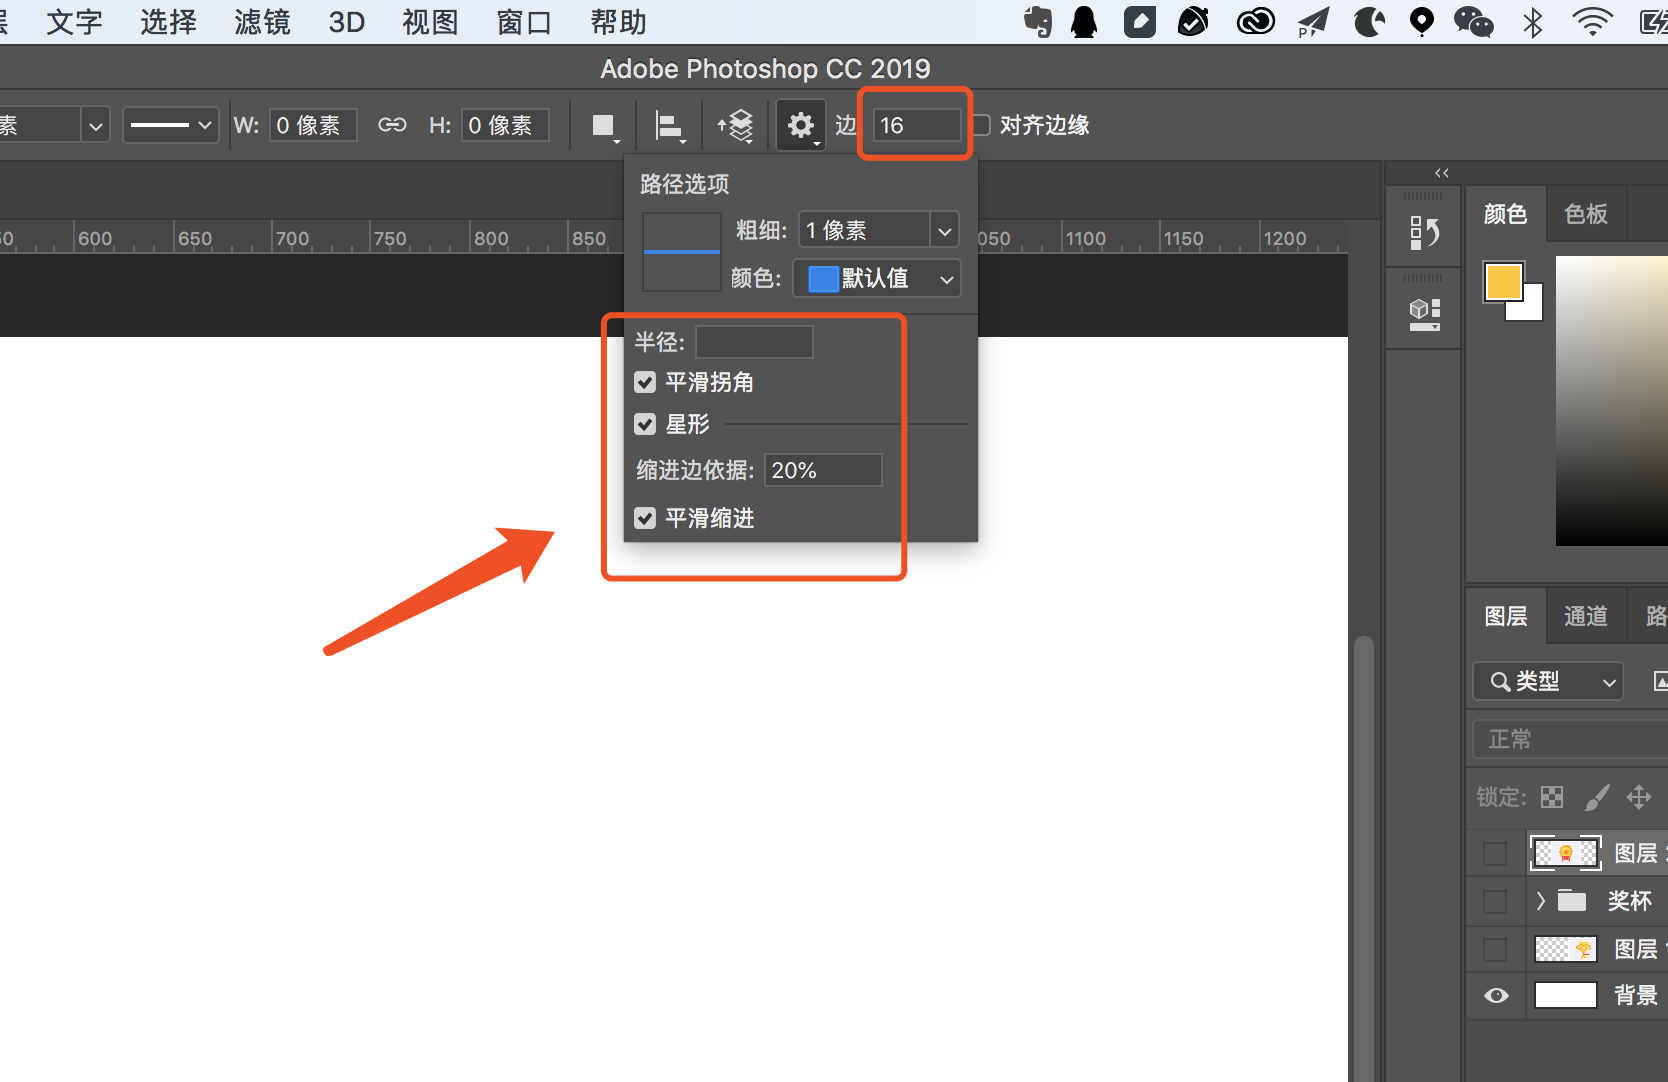 文字 选择 滤镜 3D 视图 窗口 帮助
Adobe Photoshop CC 2019
素 W: 0 像素 H: 0 像素 边 16 对齐边缘
路径选项
粗细: 1 像素
颜色: 默认值
半径:
平滑拐角
星形
缩进边依据: 20%
平滑缩进
600 650 700 750 800 850 050 1100 1150 1200
颜色 色板
图层 通道 路
类型
正常
锁定:
图层
奖杯
图层
背景